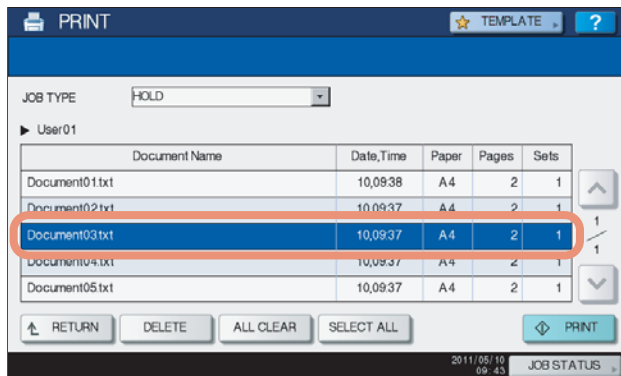 PRINT TEMPLATE ?
JOB TYPE HOLD
User01
Document Name Date,Time Paper Pages Sets
Document01.txt 10,09:38 A4 2 1
Document02.txt 10,09:37 A4 2 1
Document03.txt 10,09:37 A4 2 1
Document04.txt 10,09:37 A4 2 1
Document05.txt 10,09:37 A4 2 1
1
1
RETURN DELETE ALL CLEAR SELECT ALL PRINT
2011/05/10
09:43 JOB STATUS